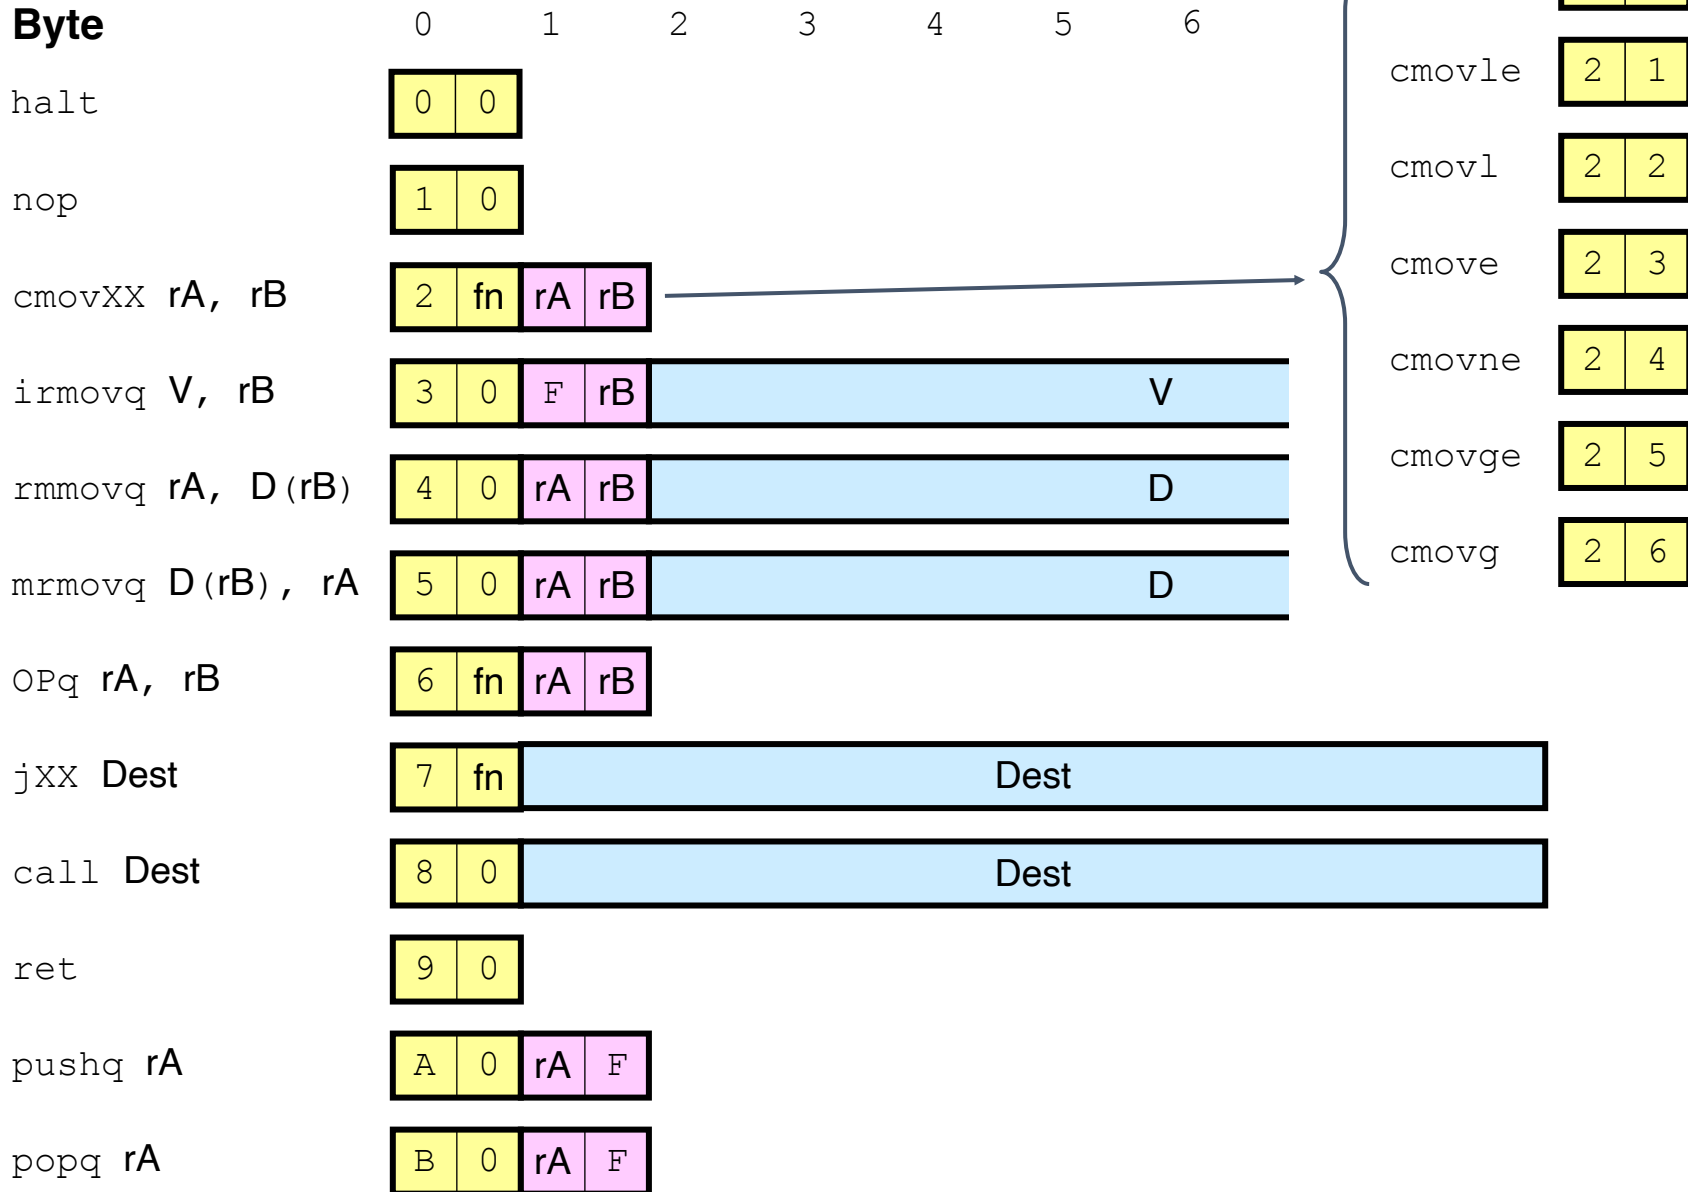 Byte 0 1 2 3 4 5 6
halt 0 0
nop 1 0
cmovXX rA, rB 2 fn rA rB
irmovq V, rB 3 0 F rB V
rmmovq rA, D(rB) 4 0 rA rB D
mrmovq D(rB), rA 5 0 rA rB D
OPq rA, rB 6 fn rA rB
jXX Dest 7 fn Dest
call Dest 8 0 Dest
ret 9 0
pushq rA A 0 rA F
popq rA B 0 rA F
cmovle 2 1
cmovl 2 2
cmove 2 3
cmovne 2 4
cmovge 2 5
cmovg 2 6